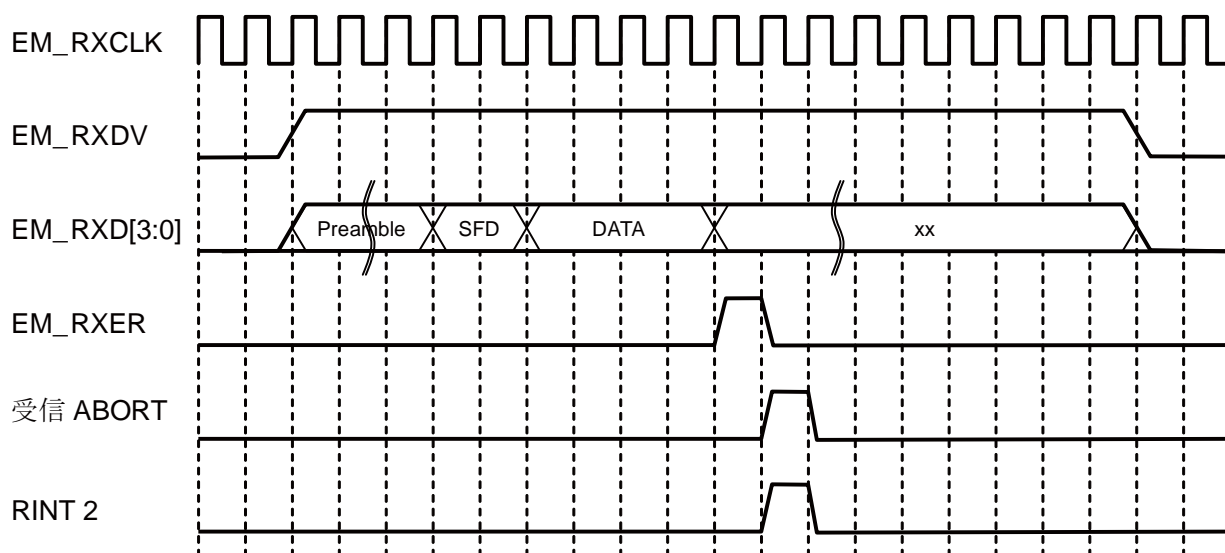 EM_RXCLK
EM_RXDV
EM_RXD[3:0]
Preamble
SFD
DATA
xx
EM_RXER
受信 ABORT
RINT 2